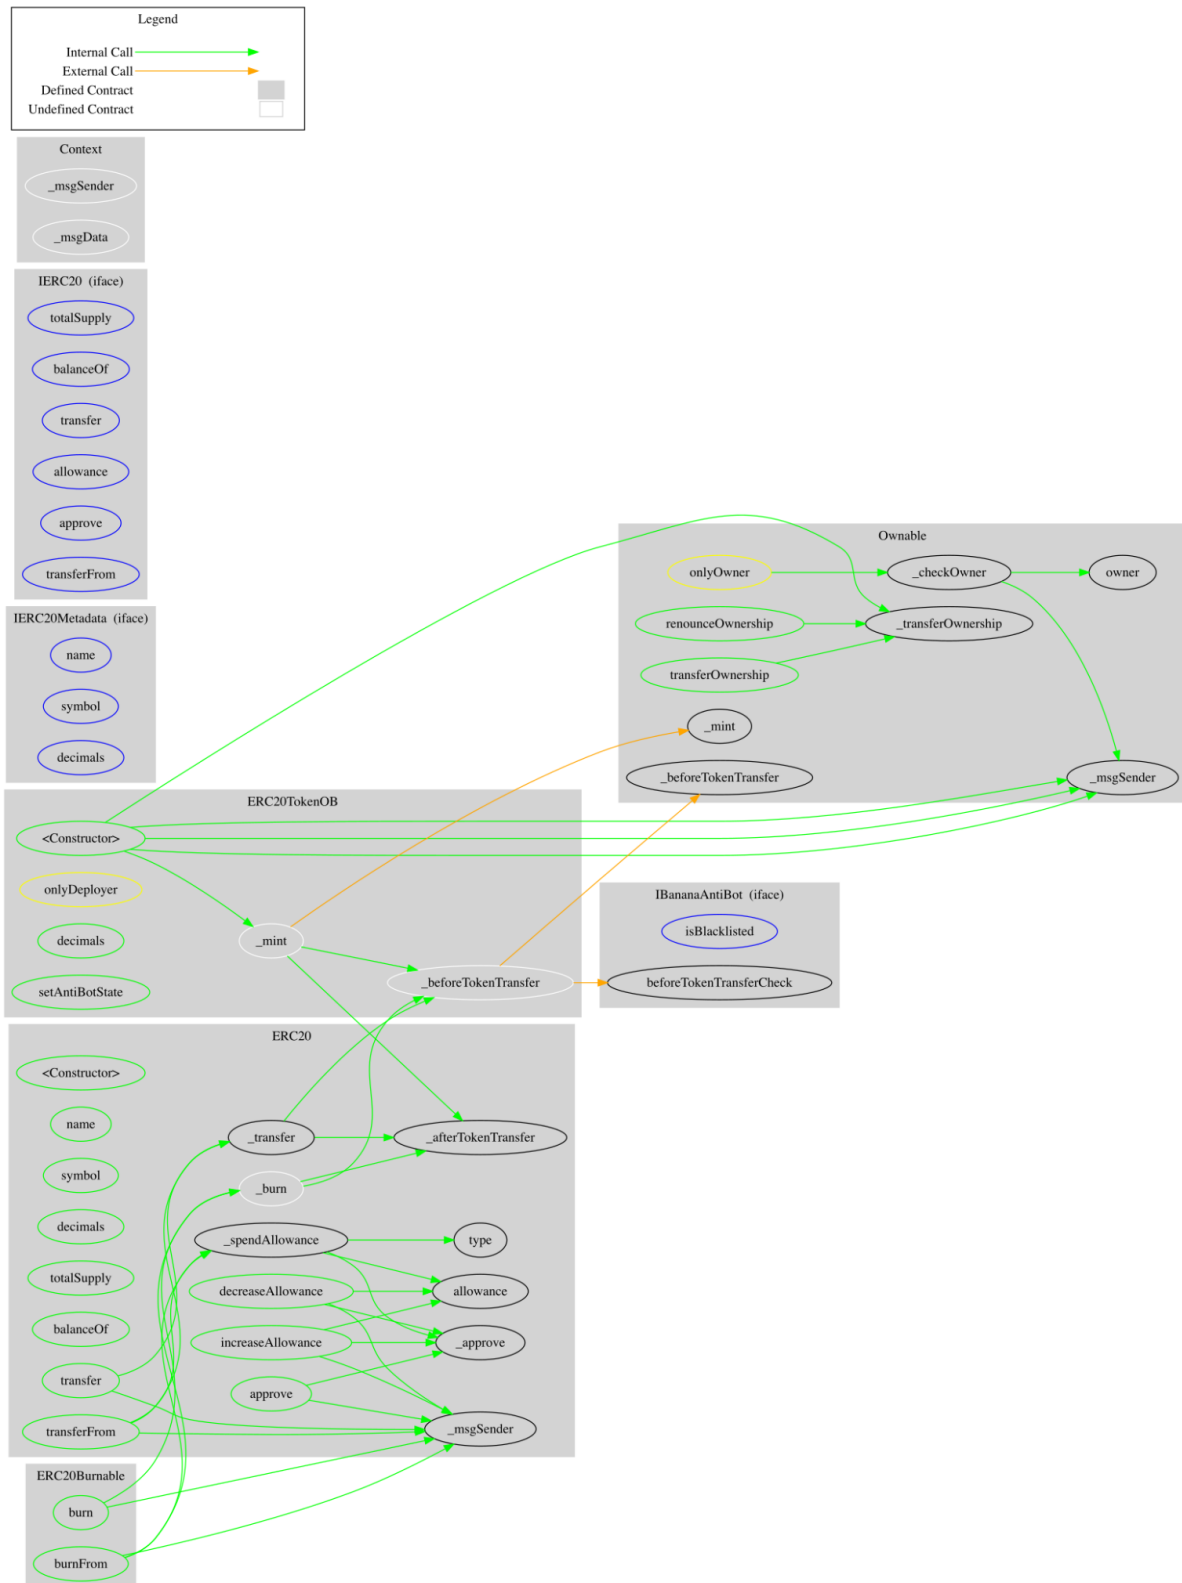 Legend
Internal Call
External Call
Defined Contract
Undefined Contract
Context
_msgSender
_msgData
IERC20 (iface)
totalSupply
balanceOf
transfer
allowance
approve
transferFrom
IERC20Metadata (iface)
name
symbol
decimals
ERC20TokenOB
<Constructor>
onlyDeployer
decimals
setAntiBotState
_mint
_beforeTokenTransfer
Ownable
onlyOwner
_checkOwner
owner
renounceOwnership
_transferOwnership
transferOwnership
_mint
_beforeTokenTransfer
_msgSender
IBananaAntiBot (iface)
isBlacklisted
beforeTokenTransferCheck
ERC20
<Constructor>
name
symbol
decimals
totalSupply
balanceOf
transfer
transferFrom
_transfer
_afterTokenTransfer
_burn
_spendAllowance
type
decreaseAllowance
allowance
increaseAllowance
_approve
approve
_msgSender
ERC20Burnable
burn
burnFrom